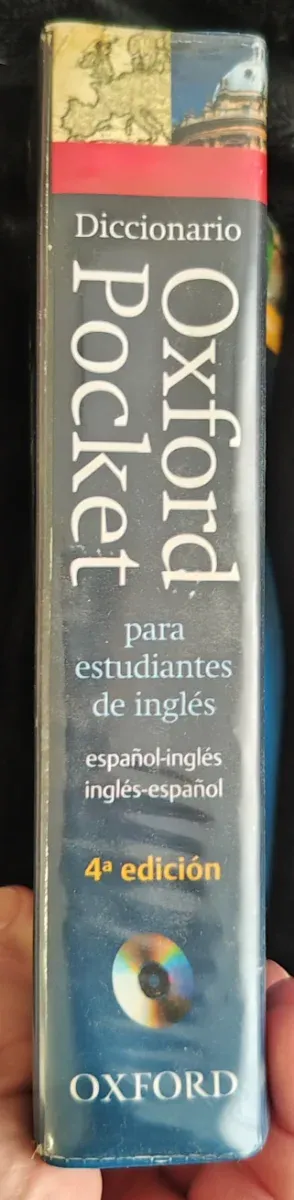 Diccionario
Oxford
Pocket
para
estudiantes
de inglés
español-inglés
inglés-español
4ª edición
OXFORD